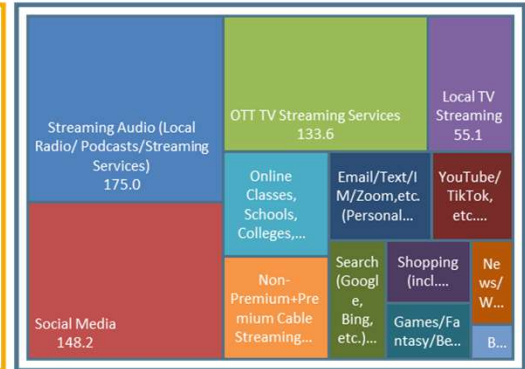 Streaming Audio (Local
Radio/ Podcasts/Streaming
Services)
175.0
Social Media
148.2
OTT TV Streaming Services
133.6
Local TV
Streaming
55.1
Online
Classes,
Schools,
Colleges,...
Non-
Premium+Pre
mium Cable
Streaming...
Email/Text/I
M/Zoom,etc.
(Personal...
YouTube/
TikTok,
etc....
Search
(Googl
e,
Bing,
etc.)...
Shopping
(incl....
Games/Fa
ntasy/Be...
Ne
ws/
W...
B...